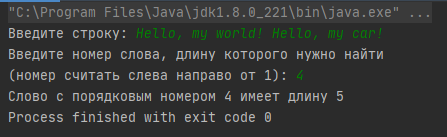 "C:\Program Files\Java\jdk1.8.0_221\bin\java.exe" ...
Введите строку: Hello, my world! Hello, my car!
Введите номер слова, длину которого нужно найти
(номер считать слева направо от 1): 4
Слово с порядковым номером 4 имеет длину 5
Process finished with exit code 0